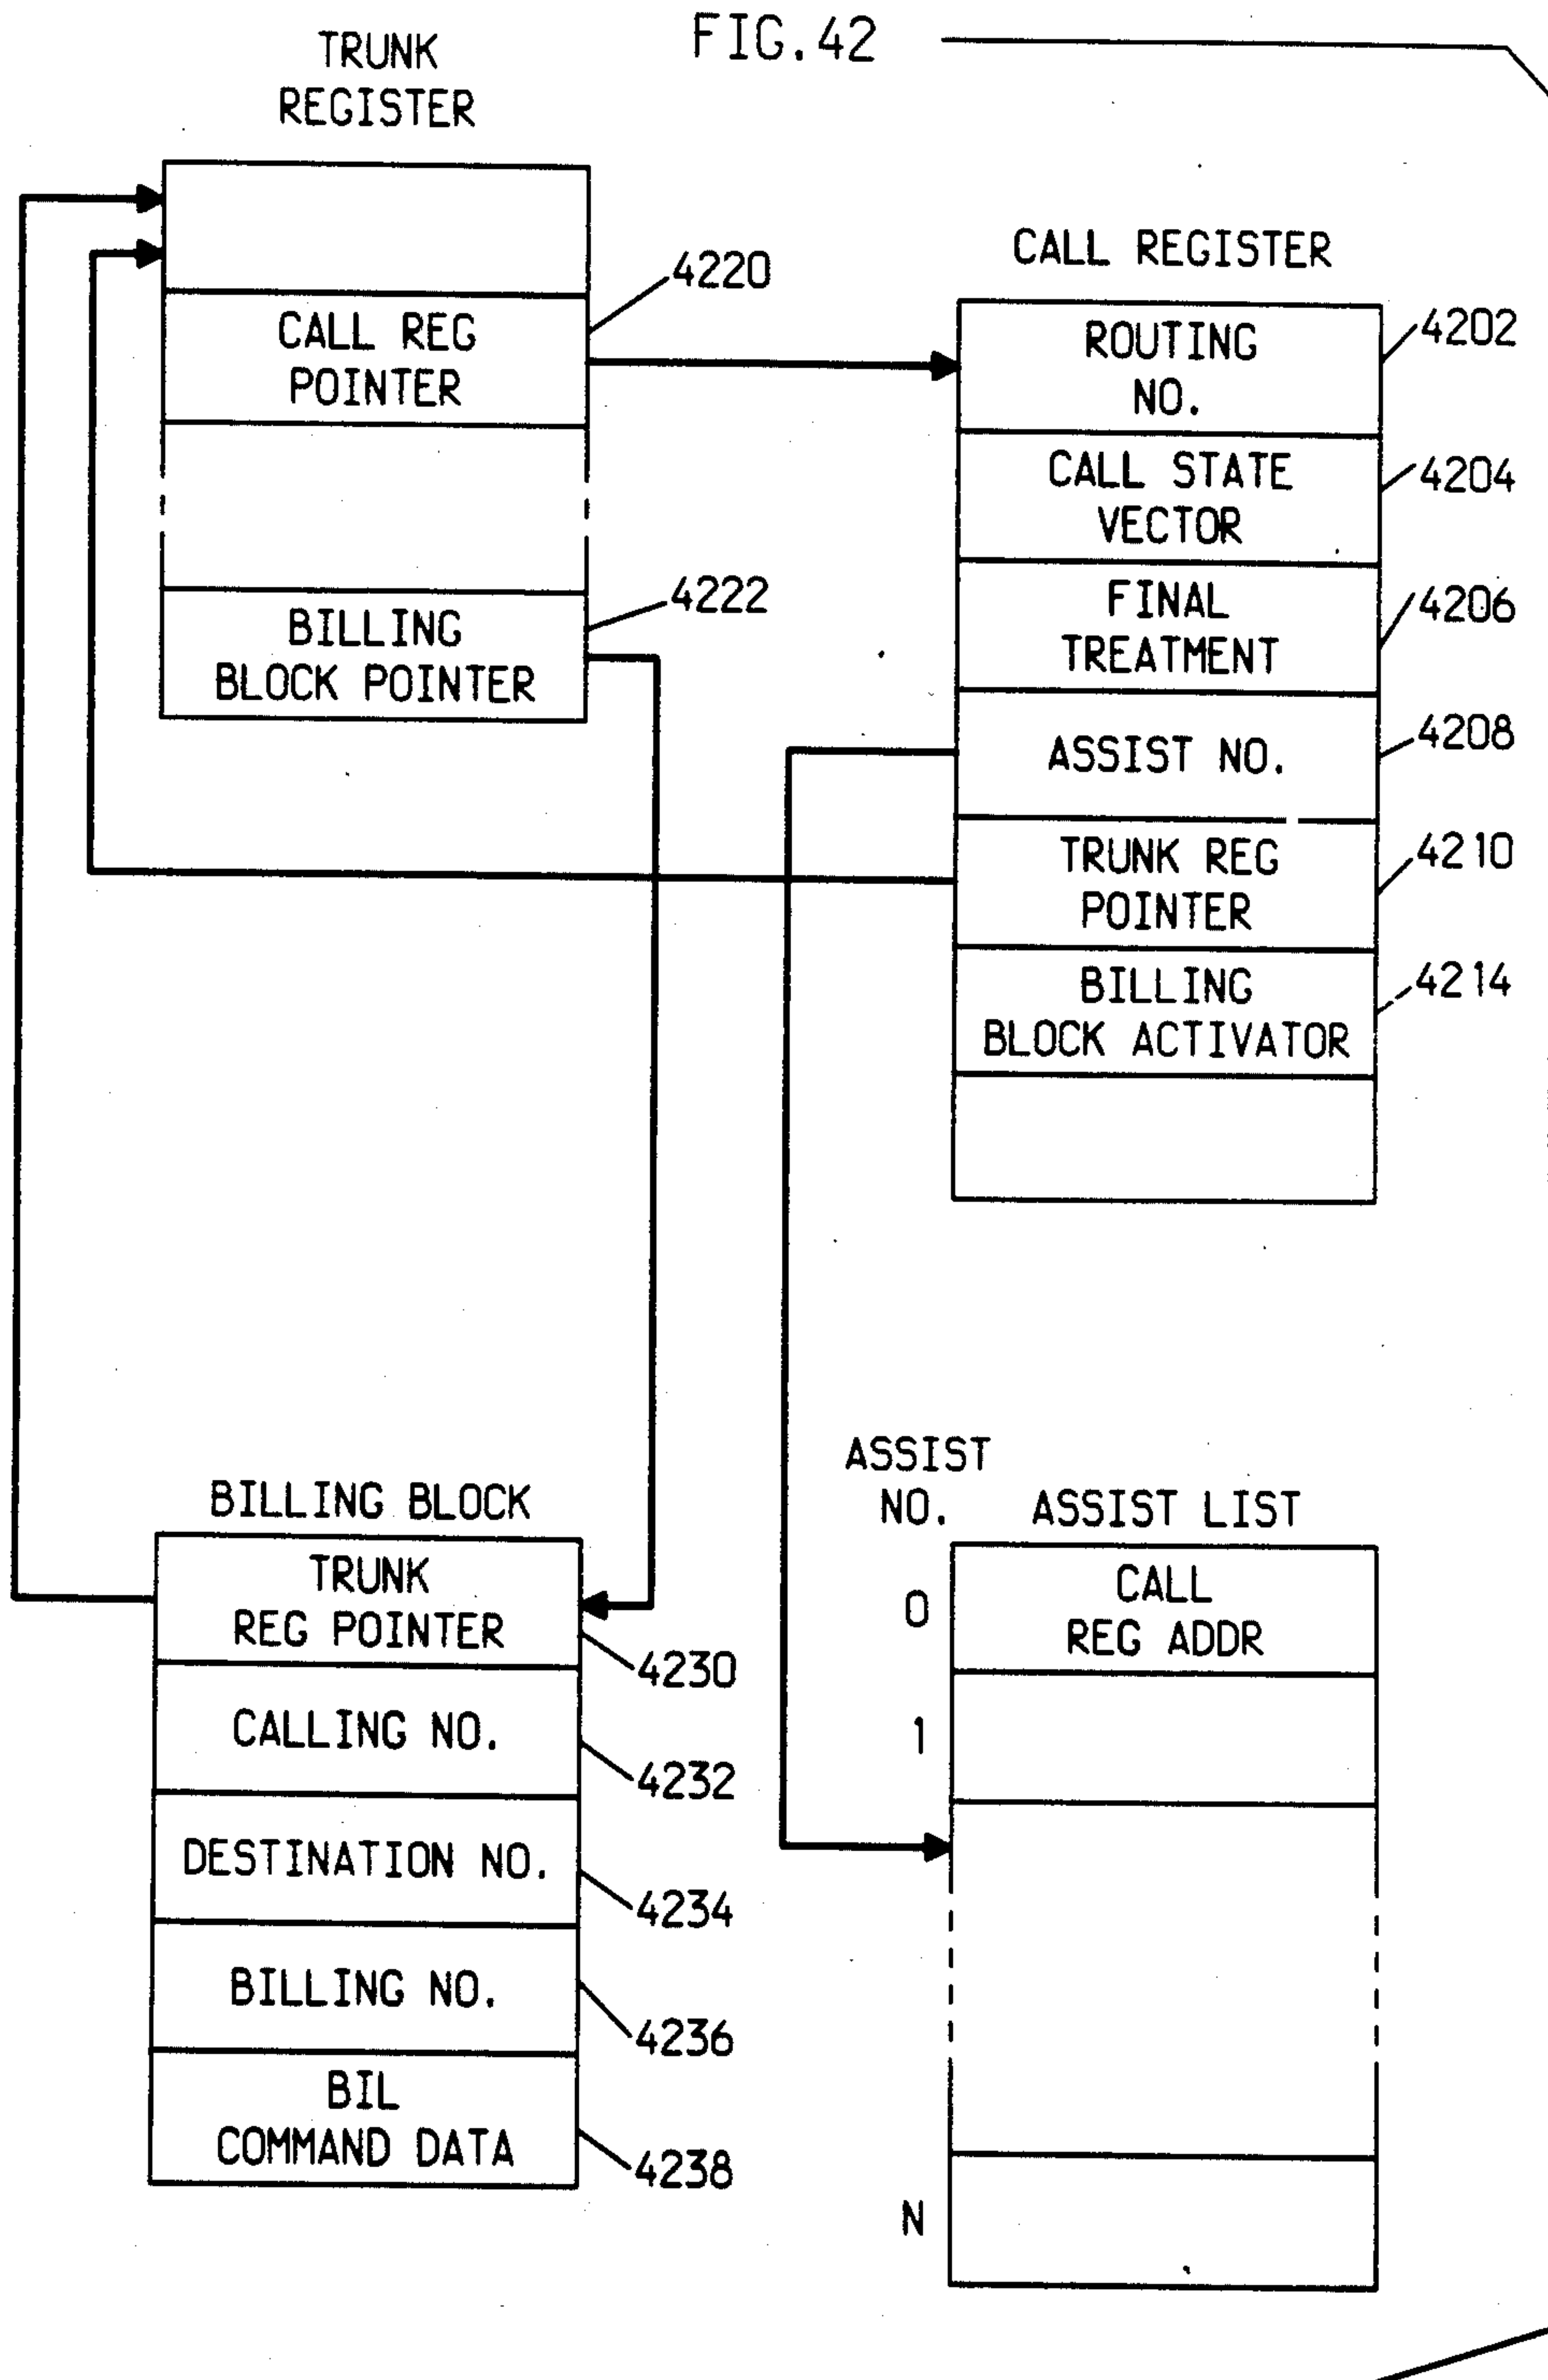 FIG.42
TRUNK
REGISTER
CALL REG
POINTER
4220
BILLING
BLOCK POINTER
4222
CALL REGISTER
ROUTING
NO.
4202
CALL STATE
VECTOR
4204
FINAL
TREATMENT
4206
ASSIST NO.
4208
TRUNK REG
POINTER
4210
BILLING
BLOCK ACTIVATOR
4214
BILLING BLOCK
TRUNK
REG POINTER
4230
CALLING NO.
4232
DESTINATION NO.
4234
BILLING NO.
4236
BIL
COMMAND DATA
4238
ASSIST
NO.
ASSIST LIST
0
CALL
REG ADDR
1
N